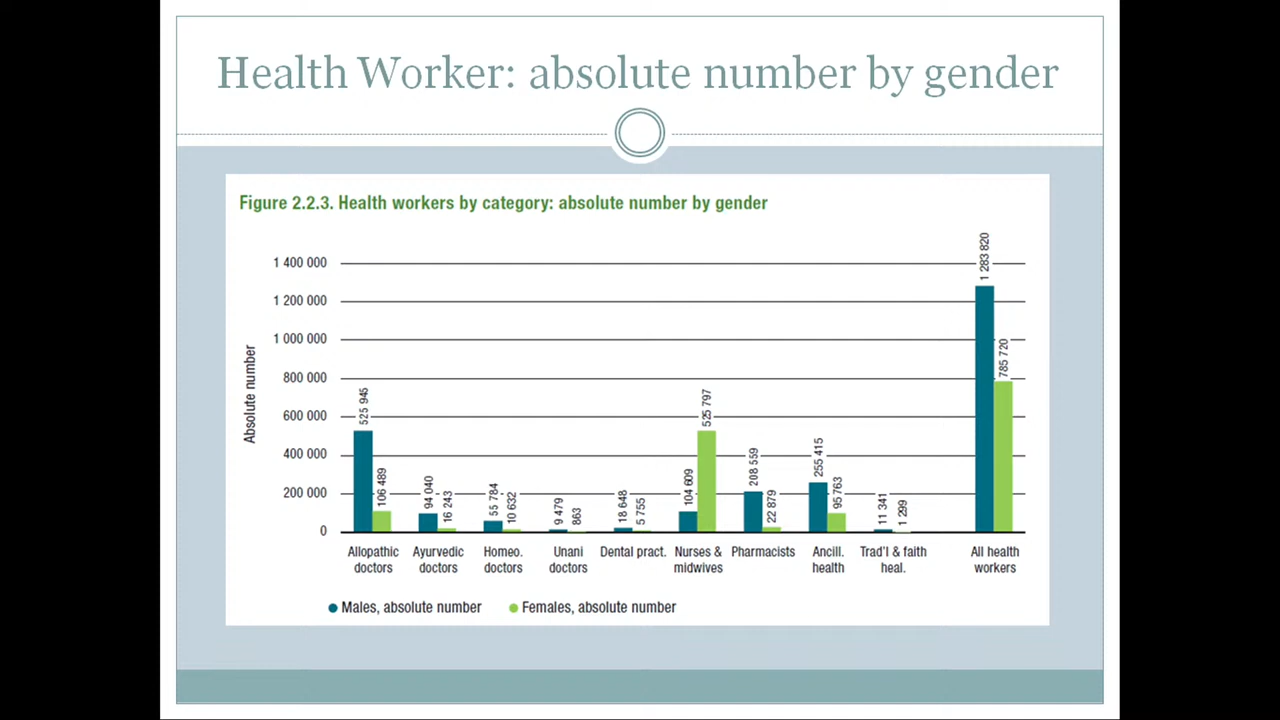 Health Worker: absolute number by gender
Figure 2.2.3. Health workers by category: absolute number by gender
Absolute number
1 400 000
1 200 000
1 000 000
800 000
600 000
400 000
200 000
0
525 945
106 489
94 040
16 243
55 784
10 632
9 479
863
18 648
5 755
104 609
525 797
208 559
22 879
255 415
95 763
11 341
1 299
1 283 820
785 720
Allopathic
doctors
Ayurvedic
doctors
Homeo.
doctors
Unani
doctors
Dental pract.
Nurses &
midwives
Pharmacists
Ancill.
health
Trad'l & faith
heal.
All health
workers
Males, absolute number
Females, absolute number